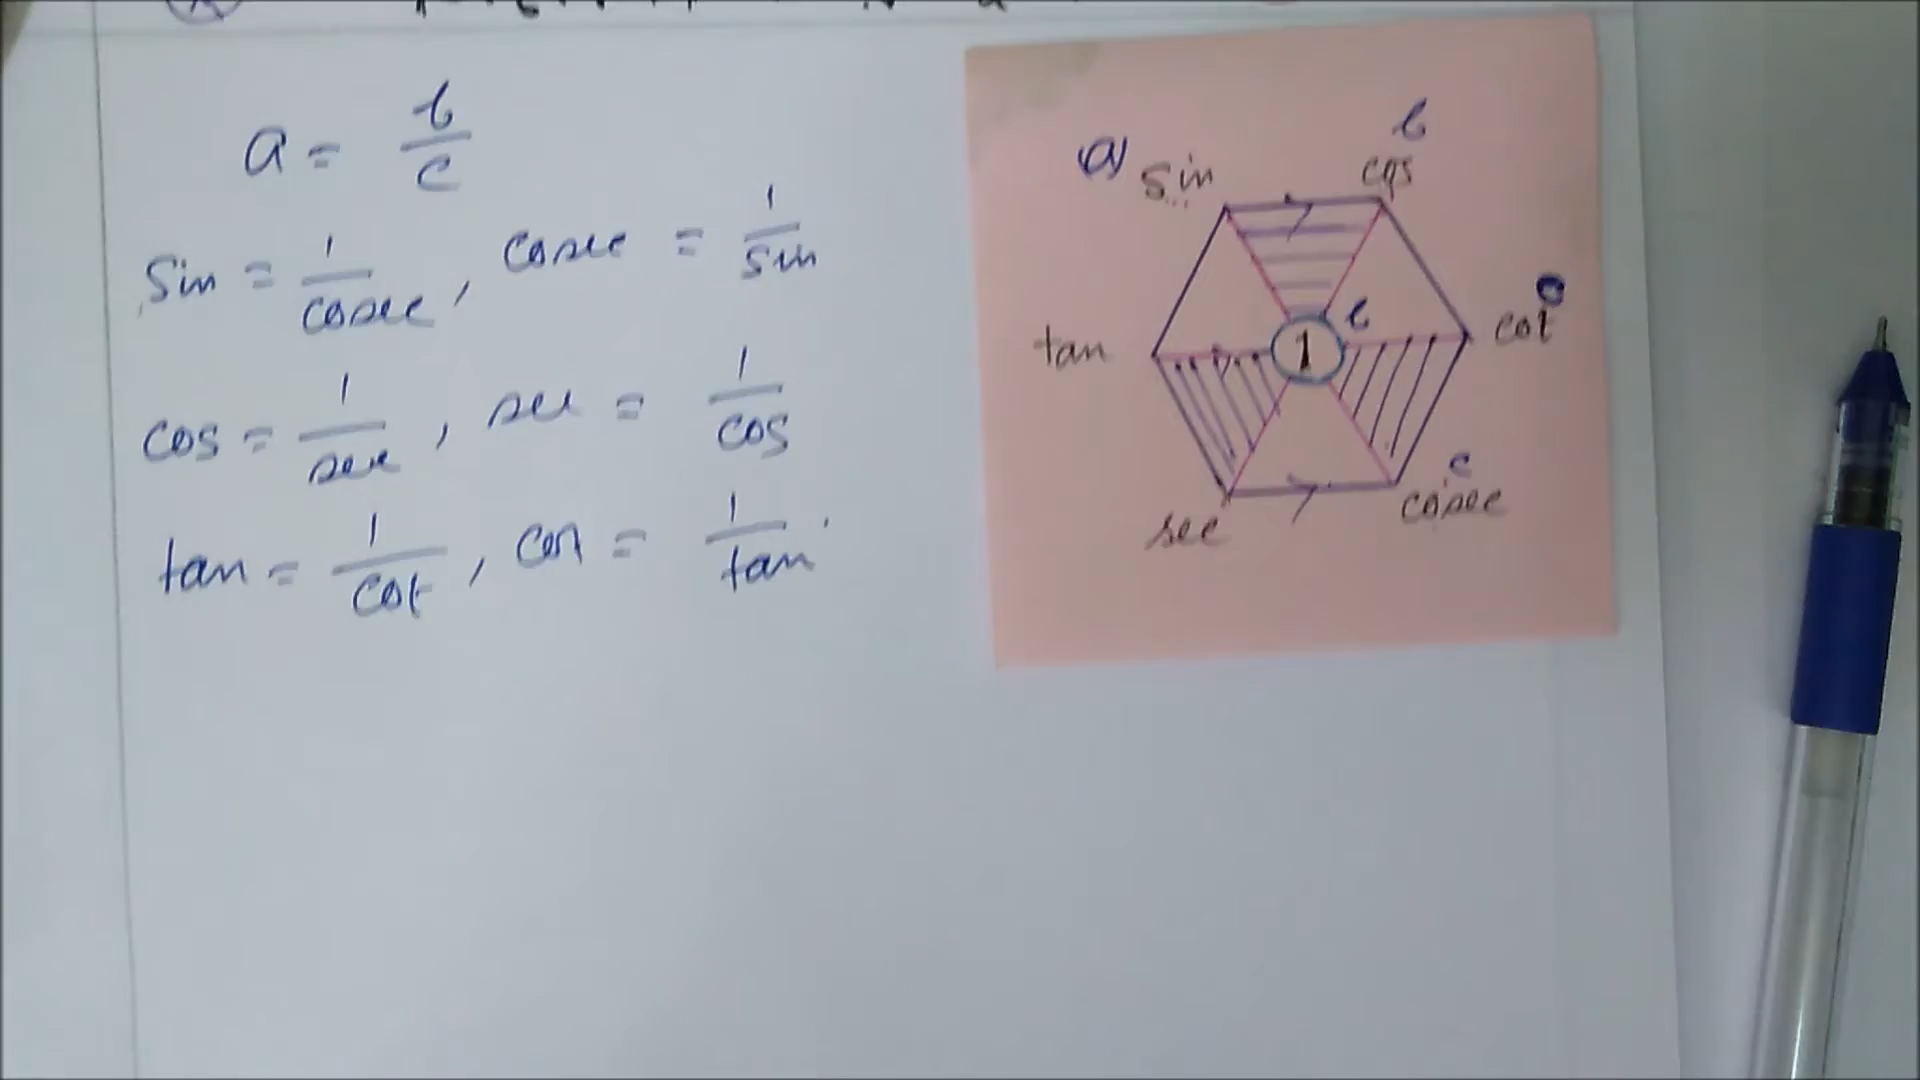 a = b/c
sin = 1/cosec, cosec = 1/sin
cos = 1/sec, sec = 1/cos
tan = 1/cot, cot = 1/tan
a b
sin cos
tan 1 b cot
c
sec cosec